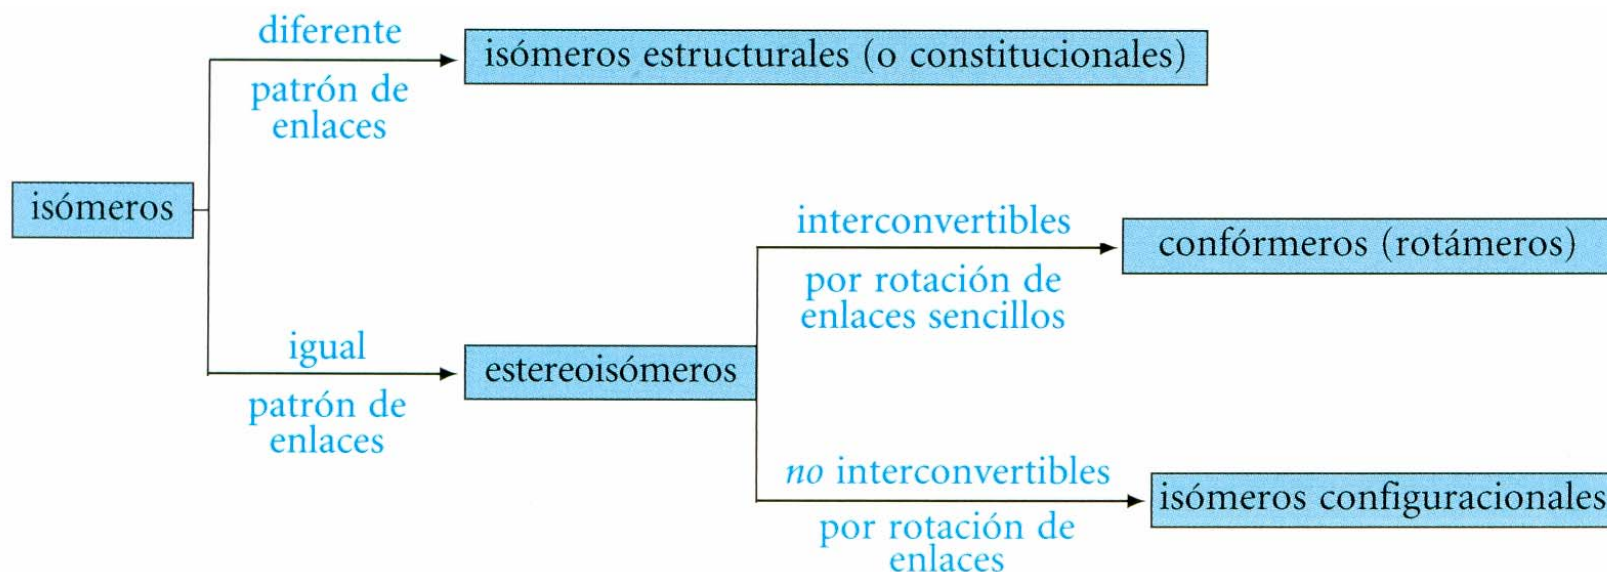 diferente
isómeros estructurales (o constitucionales)
patrón de
enlaces
isómeros
interconvertibles
confórmeros (rotámeros)
por rotación de
enlaces sencillos
igual
estereoisómeros
patrón de
enlaces
no interconvertibles
isómeros configuracionales
por rotación de
enlaces